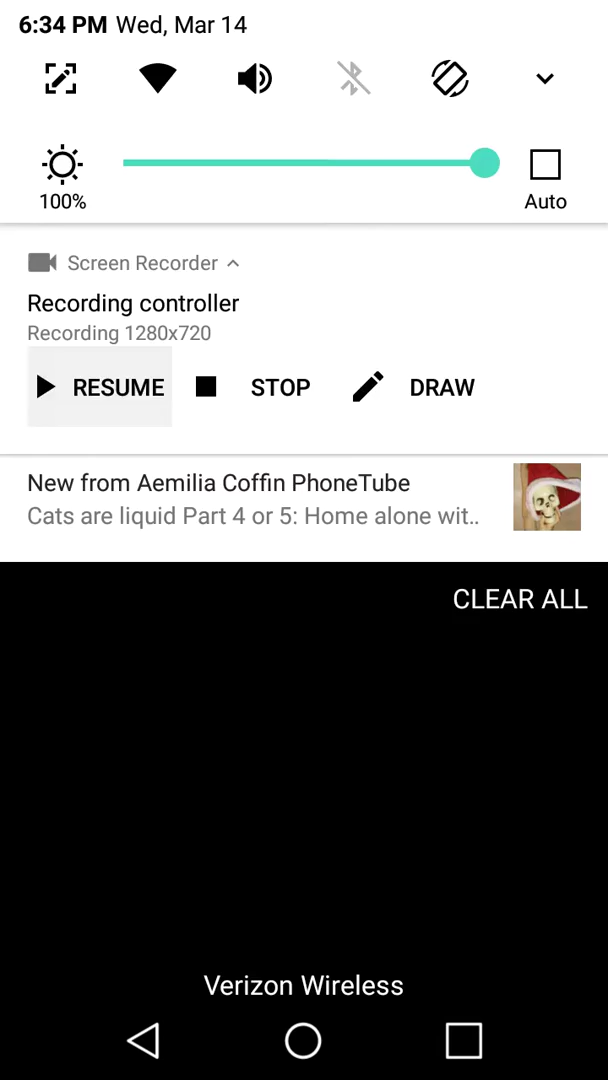 6:34 PM Wed, Mar 14
100%
Auto
Screen Recorder
Recording controller
Recording 1280x720
RESUME STOP DRAW
New from Aemilia Coffin PhoneTube
Cats are liquid Part 4 or 5: Home alone wit..
CLEAR ALL
Verizon Wireless